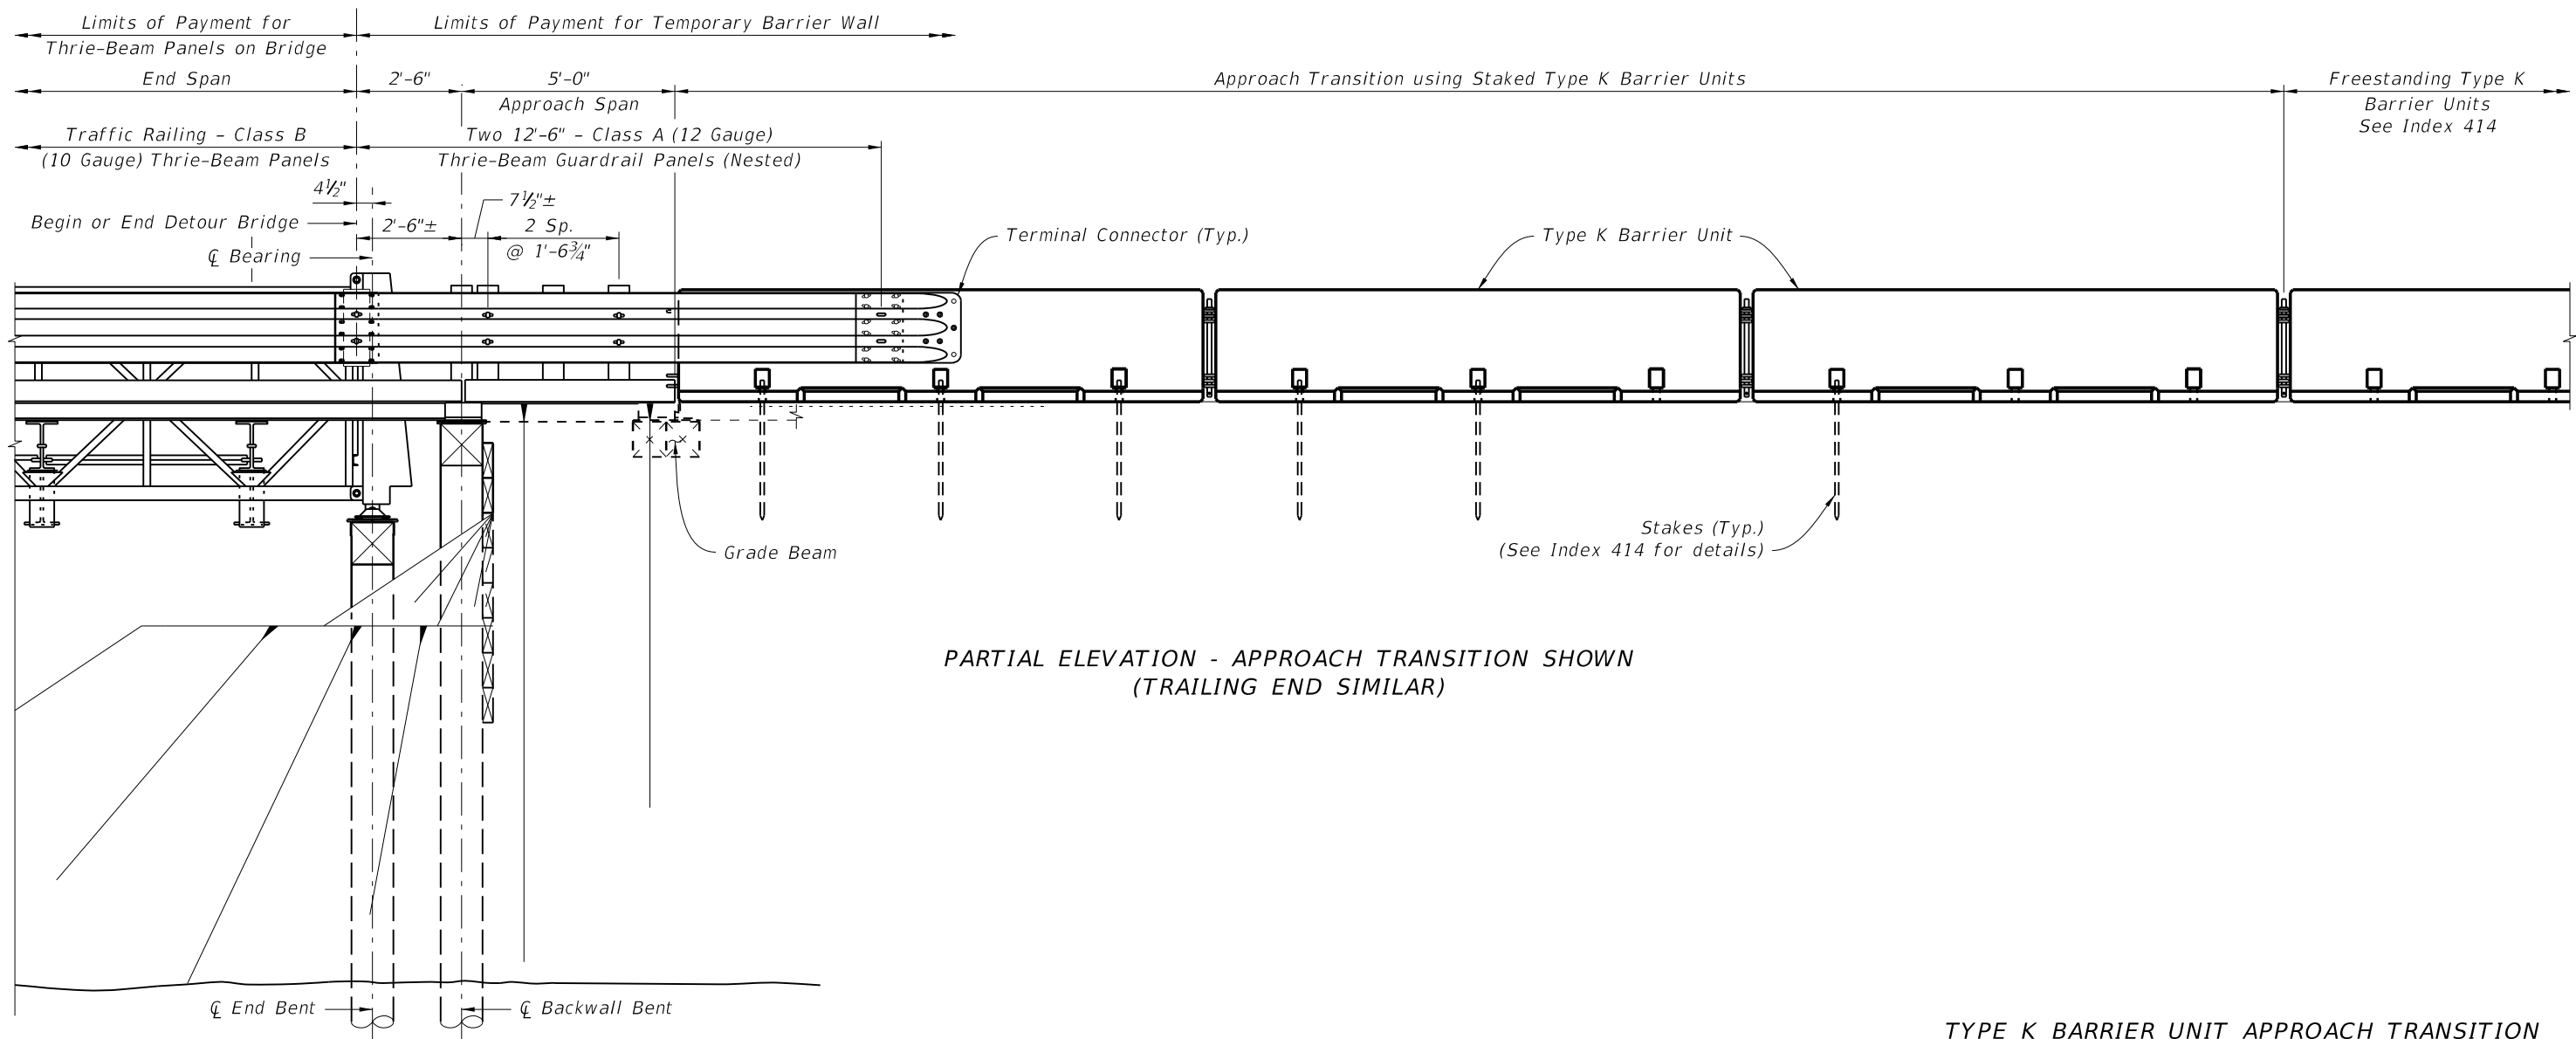 Limits of Payment for
Thrie-Beam Panels on Bridge
Limits of Payment for Temporary Barrier Wall
End Span
2'-6"
5'-0"
Approach Span
Approach Transition using Staked Type K Barrier Units
Freestanding Type K
Barrier Units
See Index 414
Traffic Railing - Class B
(10 Gauge) Thrie-Beam Panels
Two 12'-6" - Class A (12 Gauge)
Thrie-Beam Guardrail Panels (Nested)
4½"
7½"±
Begin or End Detour Bridge
2'-6"±
2 Sp.
@ 1'-6¾"
℄ Bearing
Terminal Connector (Typ.)
Type K Barrier Unit
Grade Beam
Stakes (Typ.)
(See Index 414 for details)
PARTIAL ELEVATION - APPROACH TRANSITION SHOWN
(TRAILING END SIMILAR)
℄ End Bent
℄ Backwall Bent
TYPE K BARRIER UNIT APPROACH TRANSITION